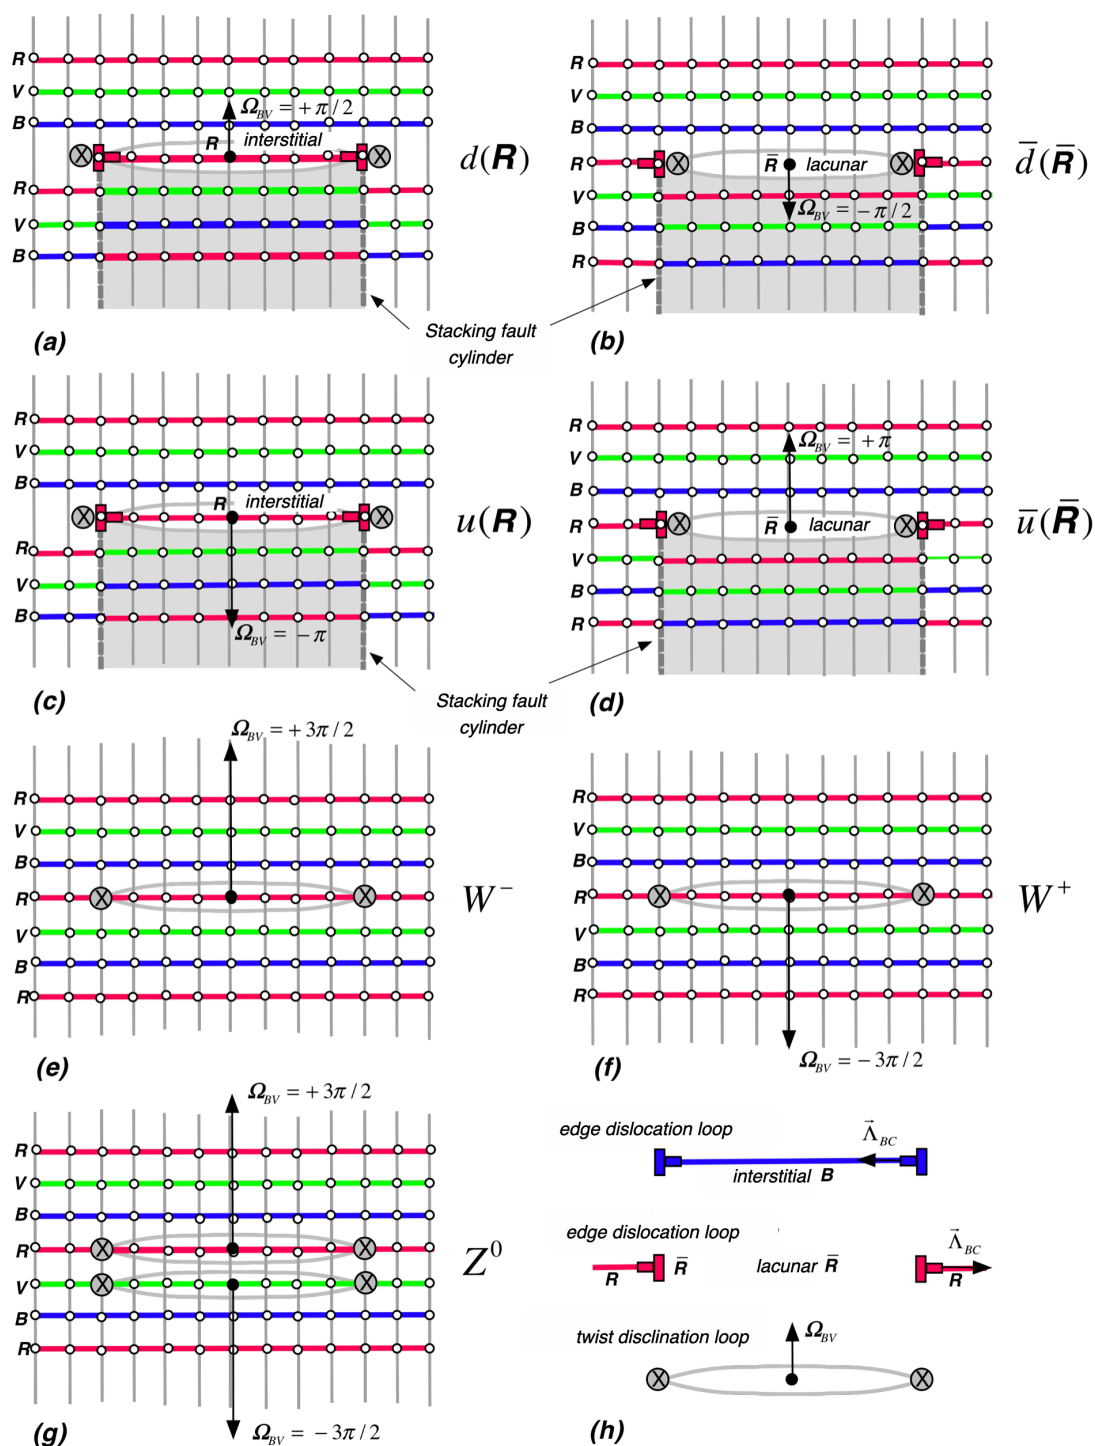 R
V
Ω_BV = + π / 2
B
R interstitial
X X
d(R)
R
V
B
(a)
R
V
B
R
X X
R̄ lacunar
d̄(R̄)
V
Ω_BV = − π / 2
B
R
(b)
Stacking fault
cylinder
R
V
B
R interstitial
X X
u(R)
R
V
B
Ω_BV = − π
(c)
R
V
Ω_BV = + π
B
R
X X
R̄ lacunar
ū(R̄)
V
B
R
(d)
Stacking fault
cylinder
Ω_BV = + 3π / 2
R
V
B
R X X
W⁻
V
B
R
(e)
R
V
B
R X X
W⁺
V
B
R
Ω_BV = − 3π / 2
(f)
Ω_BV = + 3π / 2
R
V
B
R X X
Z⁰
V X X
B
R
Ω_BV = − 3π / 2
(g)
edge dislocation loop
Λ⃗_BC
interstitial B
edge dislocation loop
Λ⃗_BC
R R̄ lacunar R̄ R
twist disclination loop
Ω_BV
X X
(h)